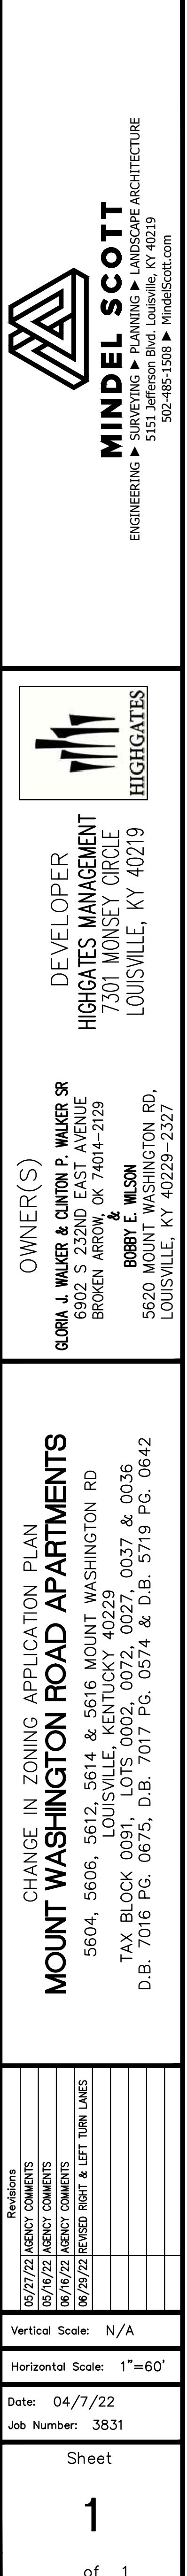 MINDEL SCOTT
ENGINEERING ▶ SURVEYING ▶ PLANNING ▶ LANDSCAPE ARCHITECTURE
5151 Jefferson Blvd. Louisville, KY 40219
502-485-1508 ▶ MindelScott.com
HIGHGATES
DEVELOPER
HIGHGATES MANAGEMENT
7301 MONSEY CIRCLE
LOUISVILLE, KY 40219
OWNER(S)
GLORIA J. WALKER & CLINTON P. WALKER SR
6902 S 232ND EAST AVENUE
BROKEN ARROW, OK 74014-2129
&
BOBBY E. WILSON
5620 MOUNT WASHINGTON RD,
LOUISVILLE, KY 40229-2327
CHANGE IN ZONING APPLICATION PLAN
MOUNT WASHINGTON ROAD APARTMENTS
5604, 5606, 5612, 5614 & 5616 MOUNT WASHINGTON RD
LOUISVILLE, KENTUCKY 40229
TAX BLOCK 0091, LOTS 0002, 0072, 0027, 0037 & 0036
D.B. 7016 PG. 0675, D.B. 7017 PG. 0574 & D.B. 5719 PG. 0642
Revisions
05/27/22 AGENCY COMMENTS
05/16/22 AGENCY COMMENTS
06/16/22 AGENCY COMMENTS
06/29/22 REVISED RIGHT & LEFT TURN LANES
Vertical Scale: N/A
Horizontal Scale: 1"=60'
Date: 04/7/22
Job Number: 3831
Sheet
1
of 1